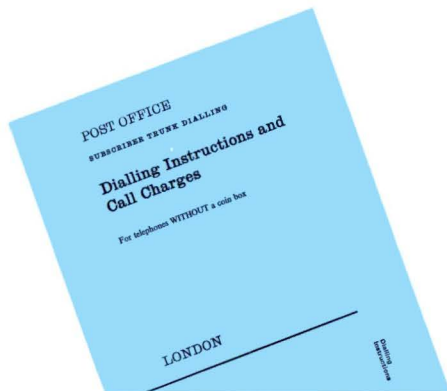 POST OFFICE
SUBSCRIBER TRUNK DIALLING
Dialling Instructions and
Call Charges
For telephones WITHOUT a coin box
LONDON
Dialling
Instructions